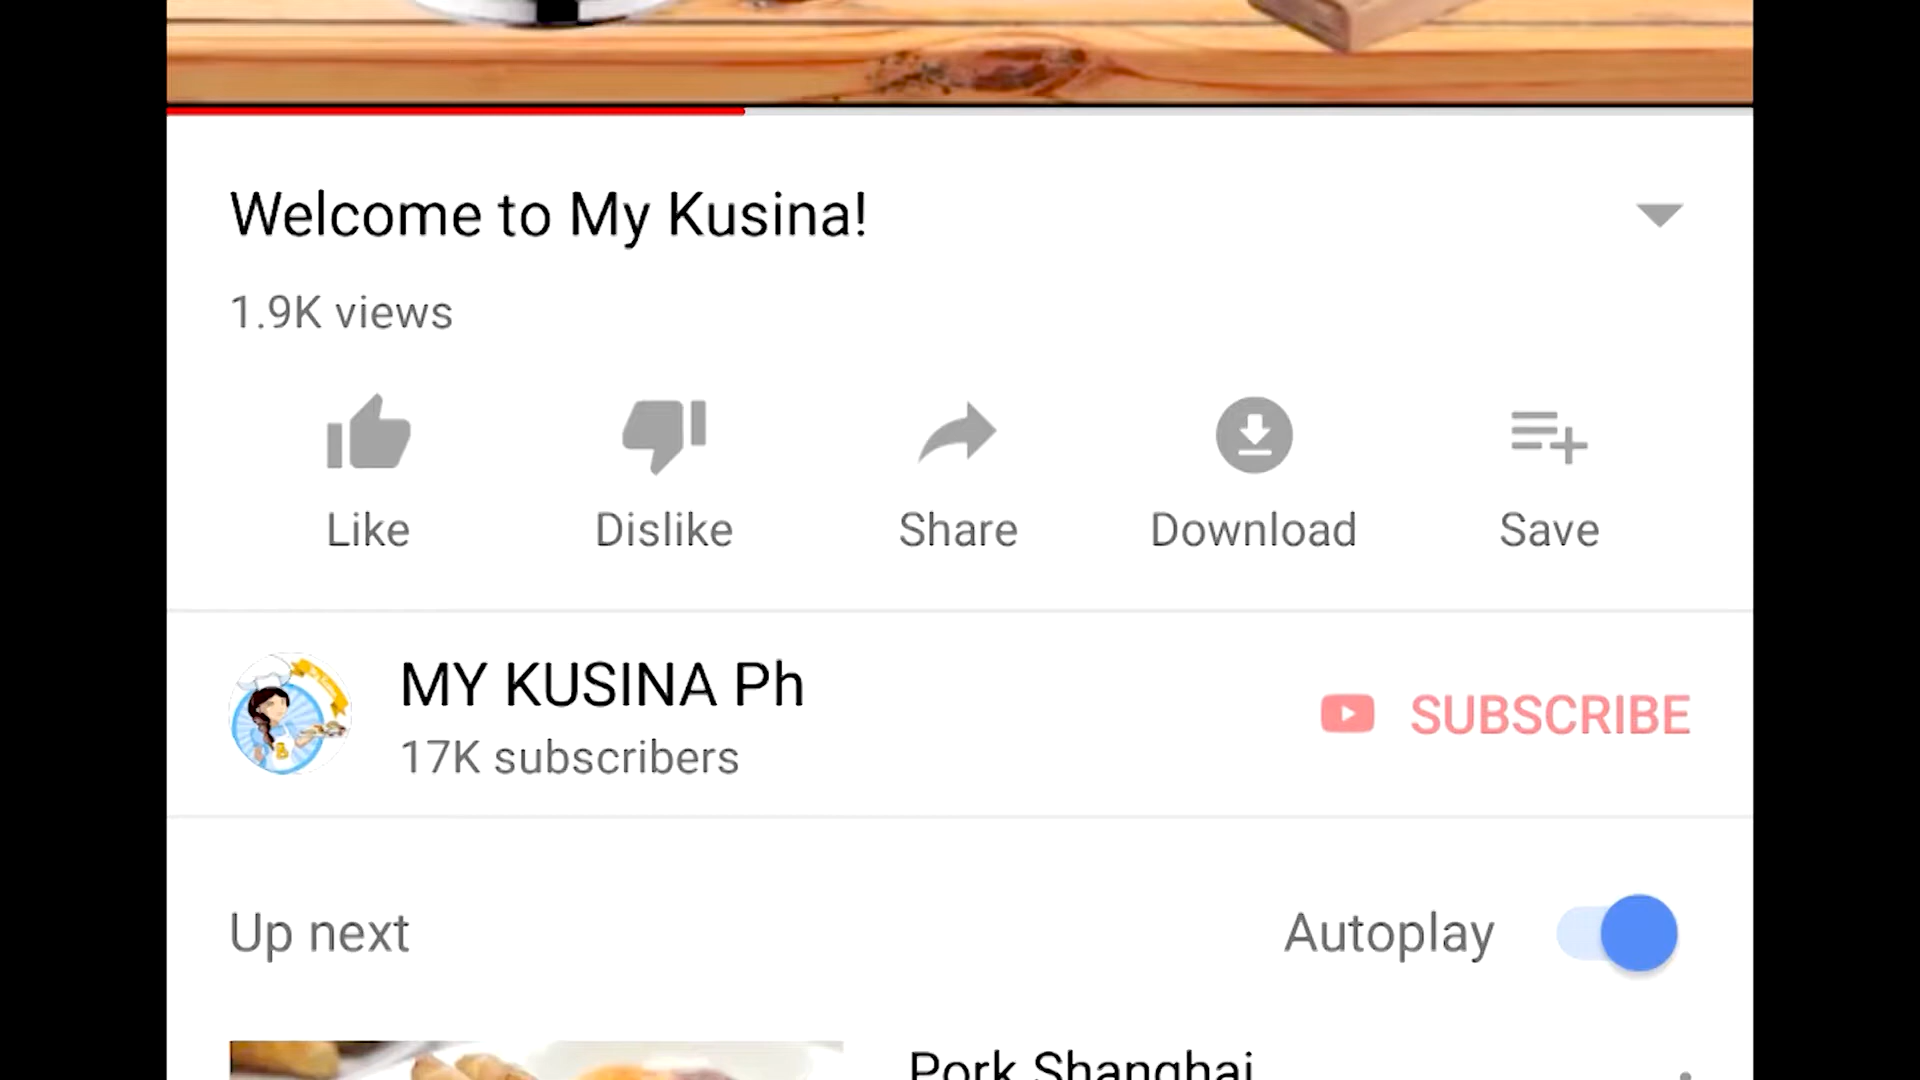 Welcome to My Kusina!
1.9K views
Like Dislike Share Download Save
MY KUSINA Ph
17K subscribers
SUBSCRIBE
Up next Autoplay
Pork Shanghai